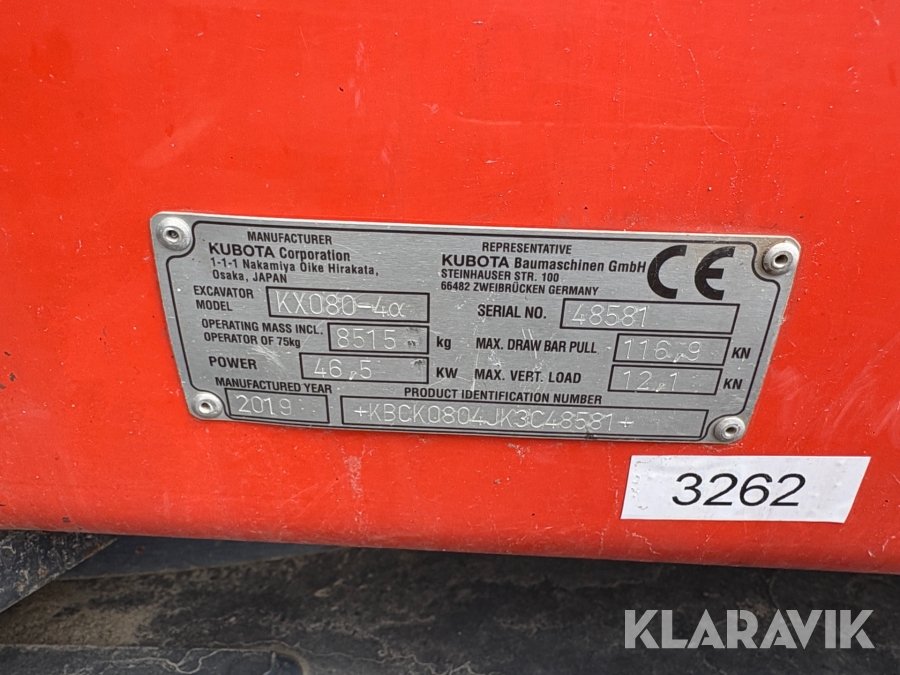 MANUFACTURER
KUBOTA Corporation
1-1-1 Nakamiya Oike Hirakata,
Osaka, JAPAN
REPRESENTATIVE
KUBOTA Baumaschinen GmbH
STEINHAUSER STR. 100
66482 ZWEIBRÜCKEN GERMANY
CE
EXCAVATOR MODEL KX080-4α
SERIAL NO. 48581
OPERATING MASS INCL.
OPERATOR OF 75kg 8515 kg
MAX. DRAW BAR PULL 116,9 KN
POWER 46,5 KW
MAX. VERT. LOAD 12,1 KN
MANUFACTURED YEAR
2019
PRODUCT IDENTIFICATION NUMBER
+KBCK0804JK3C48581+
3262
KLARAVIK